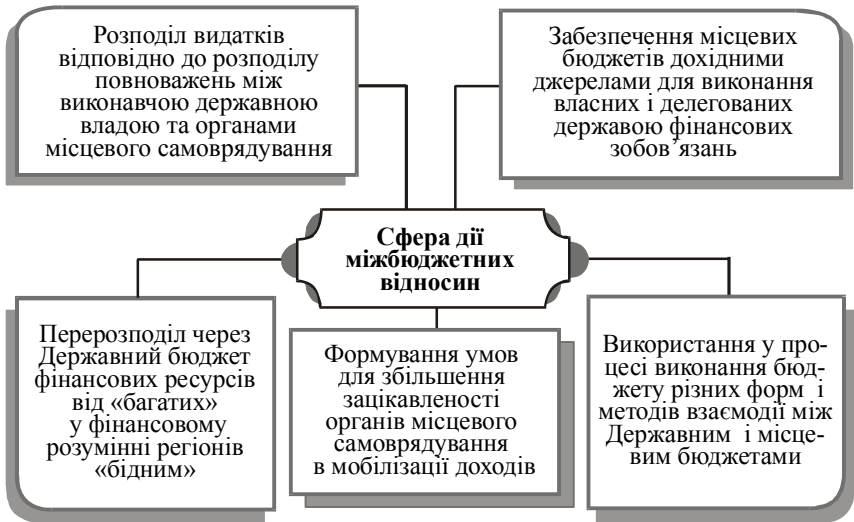 Розподіл видатків
відповідно до розподілу
повноважень між
виконавчою державною
владою та органами
місцевого самоврядування
Забезпечення місцевих
бюджетів дохідними
джерелами для виконання
власних і делегованих
державою фінансових
зобов’язань
Сфера дії
міжбюджетних
відносин
Перерозподіл через
Державний бюджет
фінансових ресурсів
від «багатих»
у фінансовому
розумінні регіонів
«бідним»
Формування умов
для збільшення
зацікавленості
органів місцевого
самоврядування
в мобілізації доходів
Використання у про-
цесі виконання бюд-
жету різних форм і
методів взаємодії між
Державним і місце-
вим бюджетами